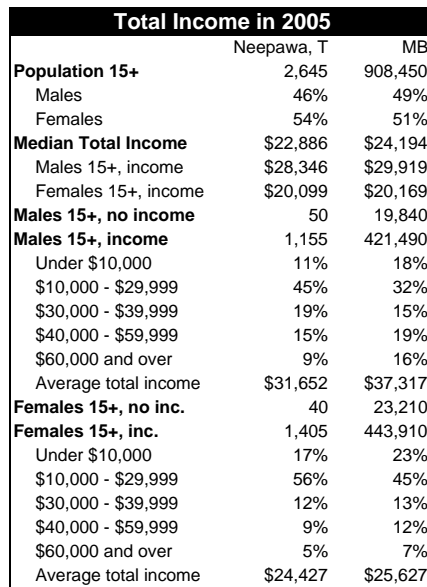 Total Income in 2005
Neepawa, T MB
Population 15+ 2,645 908,450
Males 46% 49%
Females 54% 51%
Median Total Income $22,886 $24,194
Males 15+, income $28,346 $29,919
Females 15+, income $20,099 $20,169
Males 15+, no income 50 19,840
Males 15+, income 1,155 421,490
Under $10,000 11% 18%
$10,000 - $29,999 45% 32%
$30,000 - $39,999 19% 15%
$40,000 - $59,999 15% 19%
$60,000 and over 9% 16%
Average total income $31,652 $37,317
Females 15+, no inc. 40 23,210
Females 15+, inc. 1,405 443,910
Under $10,000 17% 23%
$10,000 - $29,999 56% 45%
$30,000 - $39,999 12% 13%
$40,000 - $59,999 9% 12%
$60,000 and over 5% 7%
Average total income $24,427 $25,627